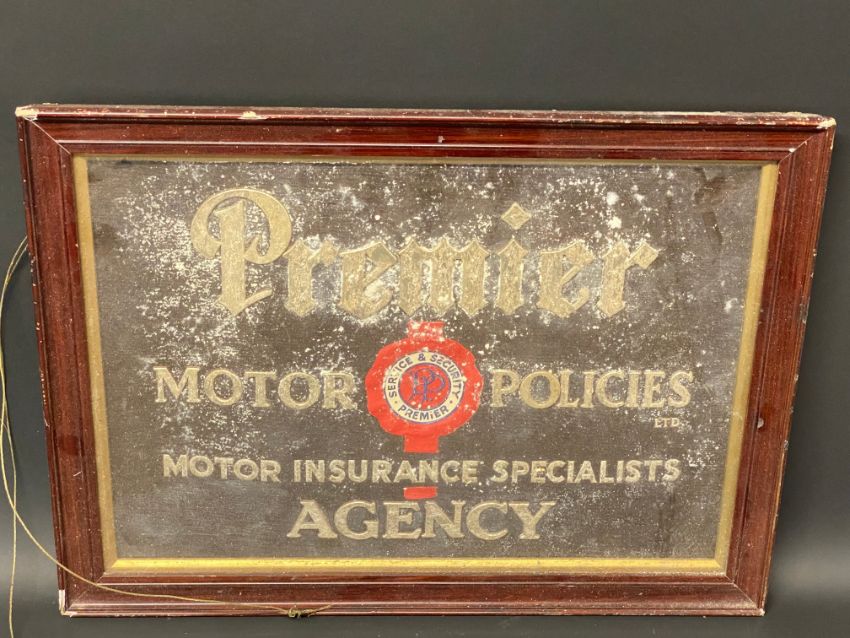 Premier
MOTOR POLICIES
LTD
SERVICE & SECURITY
PREMIER
MOTOR INSURANCE SPECIALISTS
AGENCY